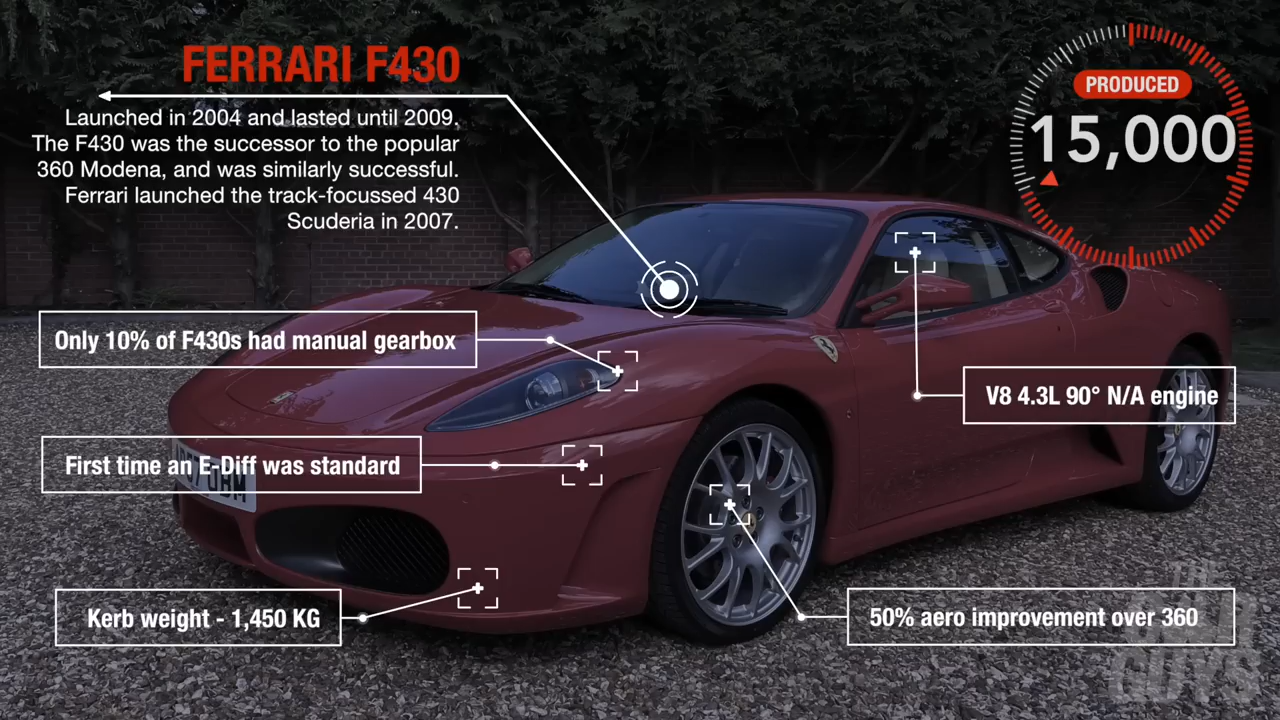 FERRARI F430
Launched in 2004 and lasted until 2009.
The F430 was the successor to the popular
360 Modena, and was similarly successful.
Ferrari launched the track-focussed 430
Scuderia in 2007.
PRODUCED
15,000
Only 10% of F430s had manual gearbox
V8 4.3L 90° N/A engine
First time an E-Diff was standard
Kerb weight - 1,450 KG
50% aero improvement over 360
GUYS